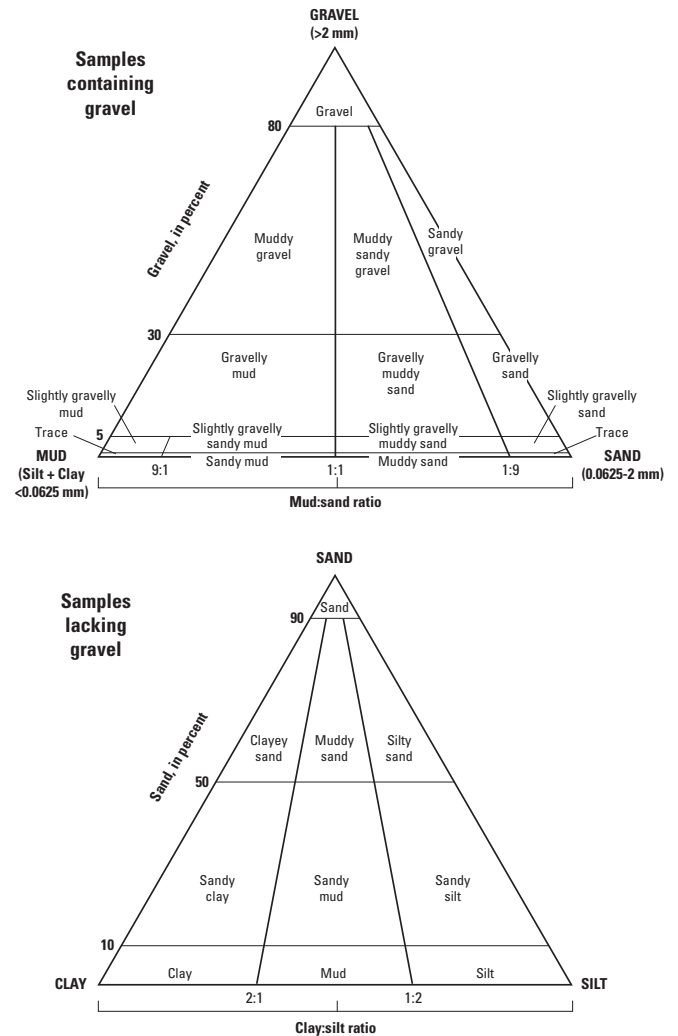 GRAVEL
(>2 mm)
Samples
containing
gravel
Gravel
80
Gravel, in percent
Muddy
gravel
Muddy
sandy
gravel
Sandy
gravel
30
Gravelly
mud
Gravelly
muddy
sand
Gravelly
sand
Slightly gravelly
mud
Slightly gravelly
sand
5
Slightly gravelly
sandy mud
Slightly gravelly
muddy sand
Trace
Trace
MUD
(Silt + Clay
<0.0625 mm)
Sandy mud
Muddy sand
SAND
(0.0625-2 mm)
9:1
1:1
1:9
Mud:sand ratio
SAND
Samples
lacking
gravel
Sand
90
Sand, in percent
Clayey
sand
Muddy
sand
Silty
sand
50
Sandy
clay
Sandy
mud
Sandy
silt
10
CLAY
Clay
Mud
Silt
SILT
2:1
1:2
Clay:silt ratio